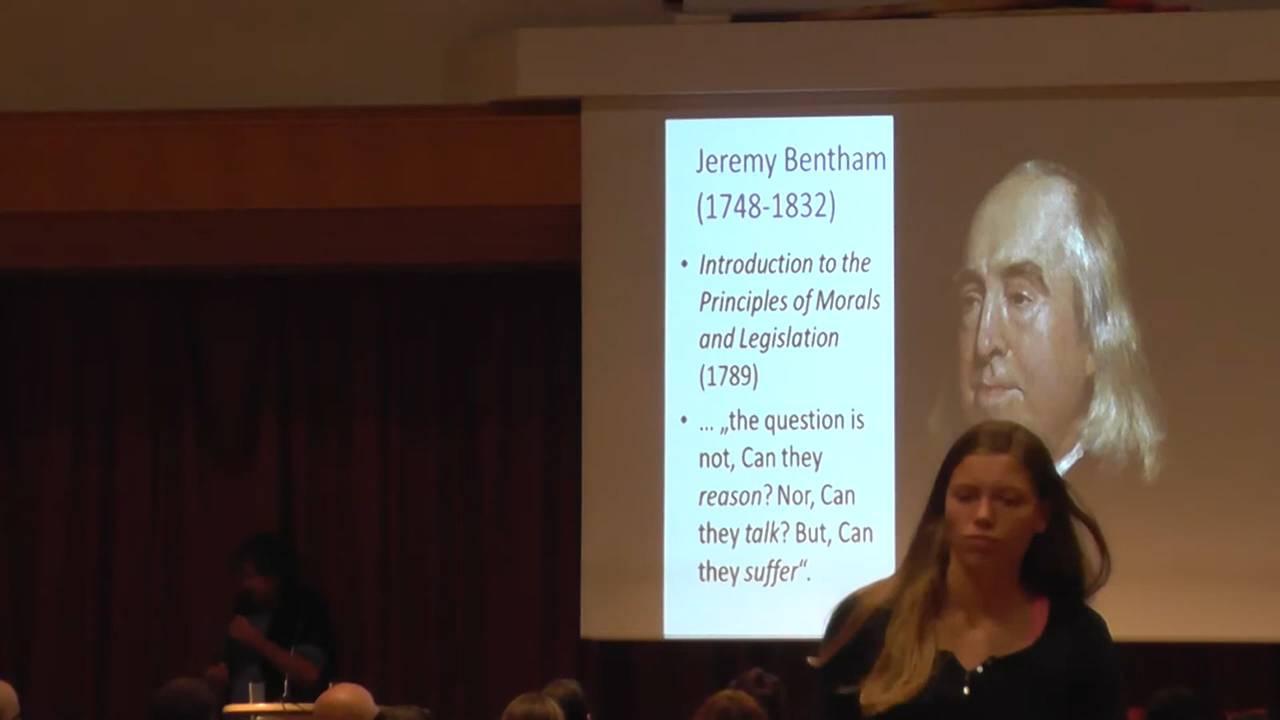 Jeremy Bentham
(1748-1832)
• Introduction to the
Principles of Morals
and Legislation
(1789)
• ... „the question is
not, Can they
reason? Nor, Can
they talk? But, Can
they suffer“.